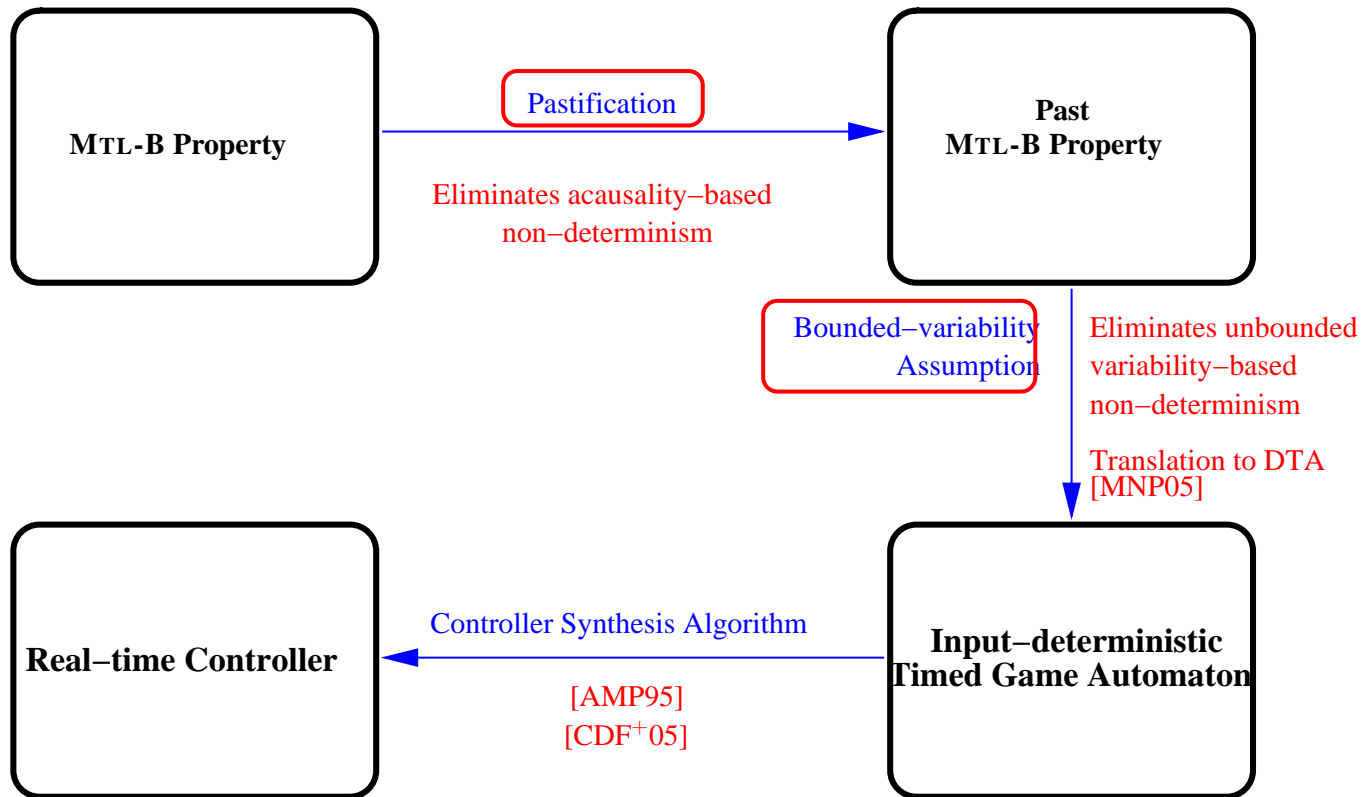 Pastification
MTL-B Property
Past
MTL-B Property
Eliminates acausality−based
non−determinism
Bounded−variability
Assumption
Eliminates unbounded
variability−based
non−determinism
Translation to DTA
[MNP05]
Controller Synthesis Algorithm
Real−time Controller
Input−deterministic
Timed Game Automaton
[AMP95]
[CDF+05]